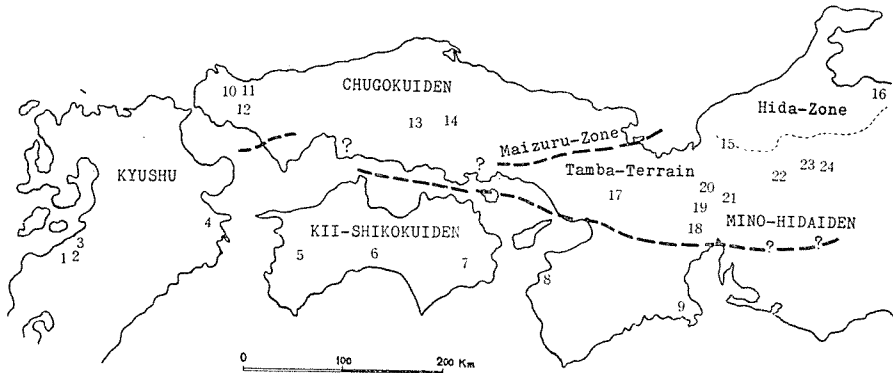 16
10 11
12
CHUGOKUIDEN
Hida-Zone
13 14
?
?
Maizuru-Zone
15
23 24
22
KYUSHU
Tamba-Terrain
17
20
21
19
4
MINO-HIDAIDEN
18
KII-SHIKOKUIDEN
? ?
3
1 2
5
6
7
8
9
0 100 200 Km